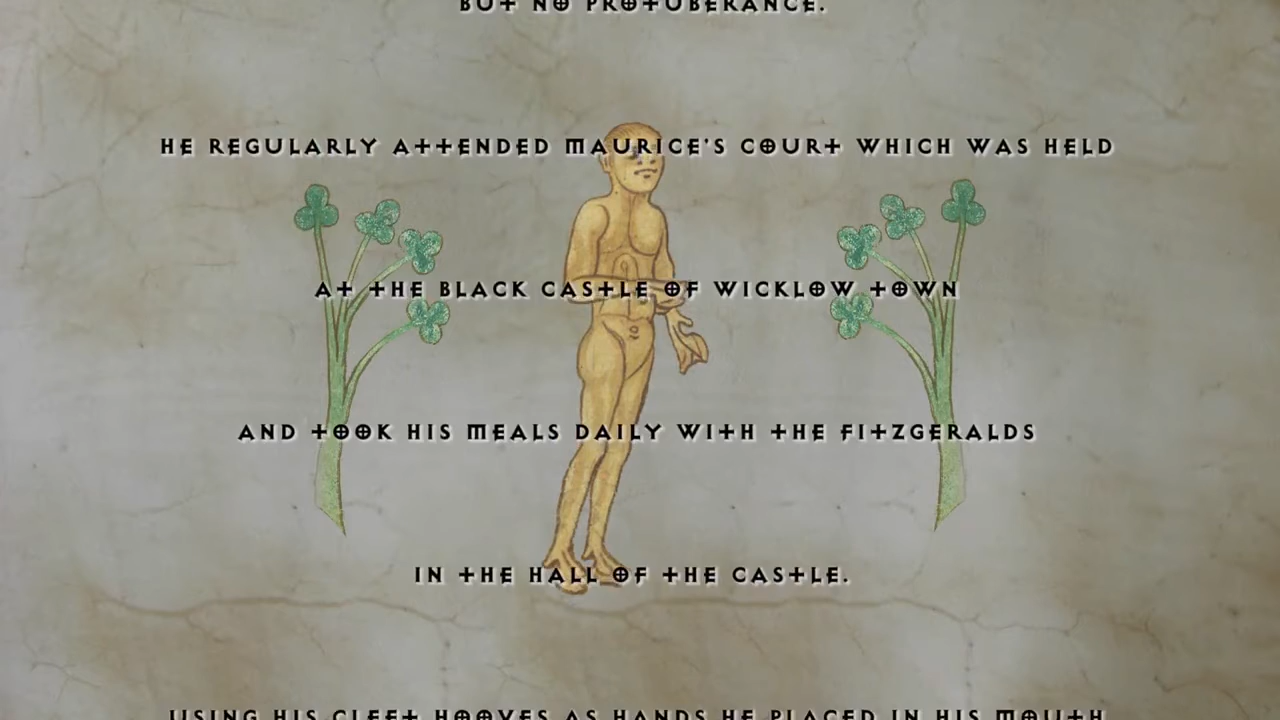 BUT NO PROTUBERANCE.
HE REGULARLY ATTENDED MAURICE'S COURT WHICH WAS HELD
AT THE BLACK CASTLE OF WICKLOW TOWN
AND TOOK HIS MEALS DAILY WITH THE FITZGERALDS
IN THE HALL OF THE CASTLE.
USING HIS CLEFT HOOVES AS HANDS HE PLACED IN HIS MOUTH